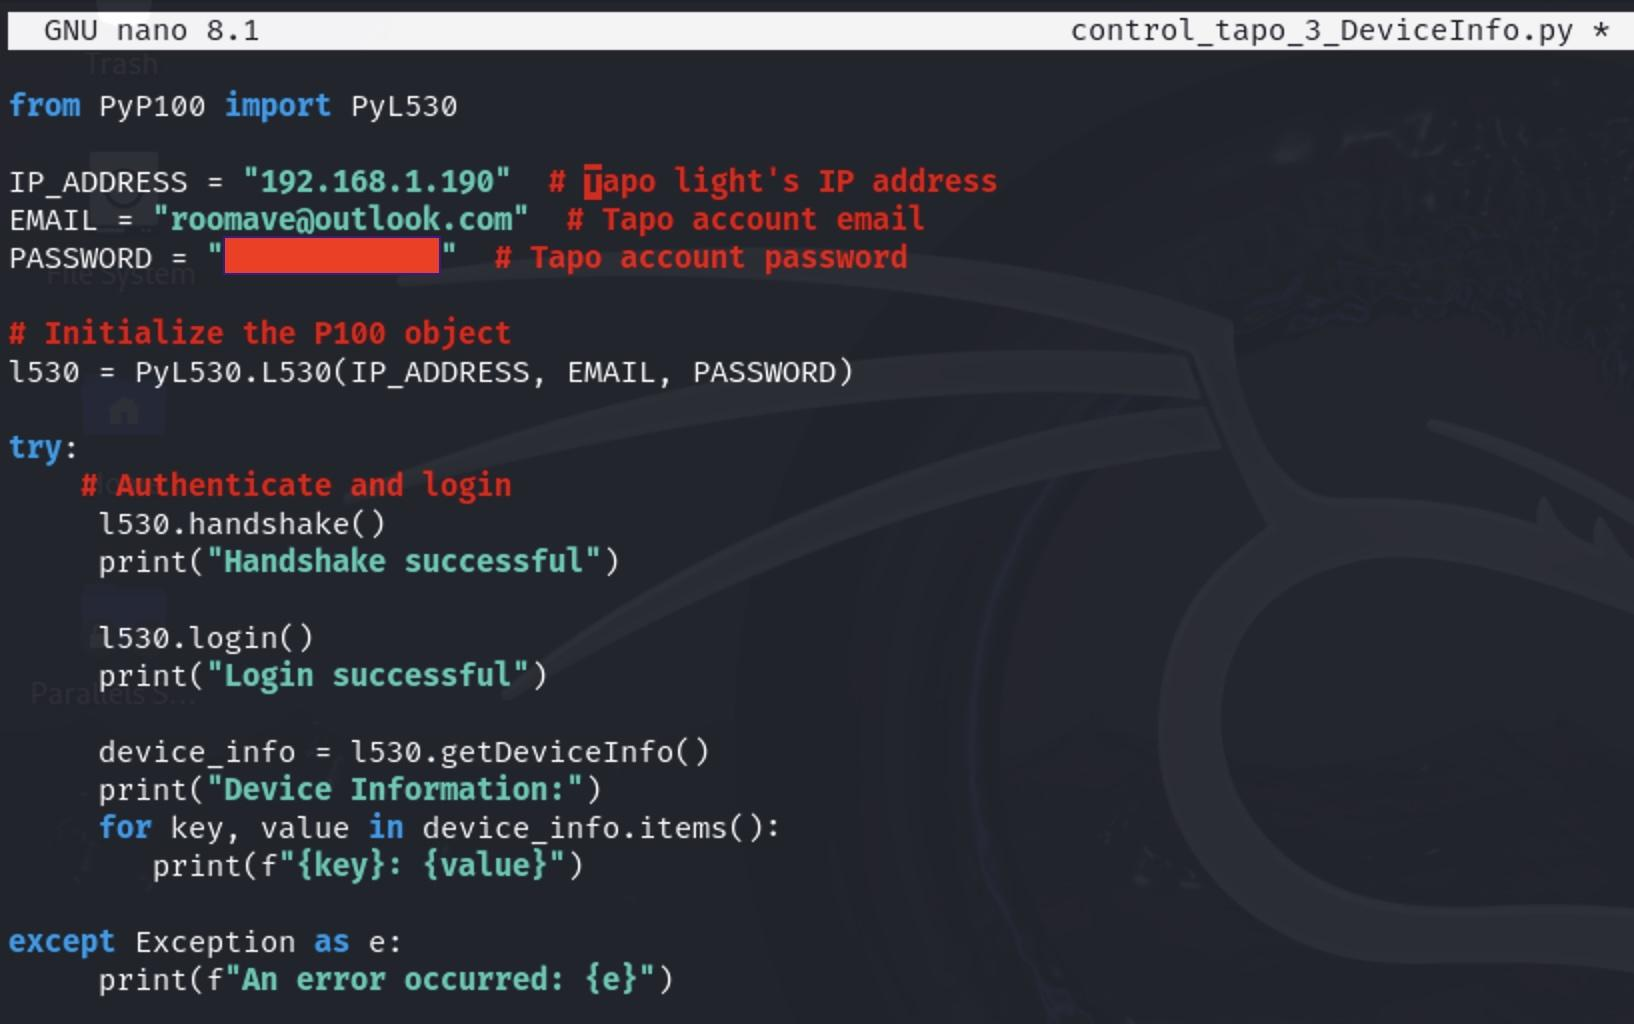 GNU nano 8.1 control_tapo_3_DeviceInfo.py *
Trash
from PyP100 import PyL530
IP_ADDRESS = "192.168.1.190"  # Tapo light's IP address
EMAIL = "roomave@outlook.com"  # Tapo account email
PASSWORD = ""  # Tapo account password
File System
# Initialize the P100 object
l530 = PyL530.L530(IP_ADDRESS, EMAIL, PASSWORD)
try:
    # Authenticate and login
     l530.handshake()
     print("Handshake successful")
     l530.login()
     print("Login successful")
Parallels S...
     device_info = l530.getDeviceInfo()
     print("Device Information:")
     for key, value in device_info.items():
        print(f"{key}: {value}")
except Exception as e:
     print(f"An error occurred: {e}")